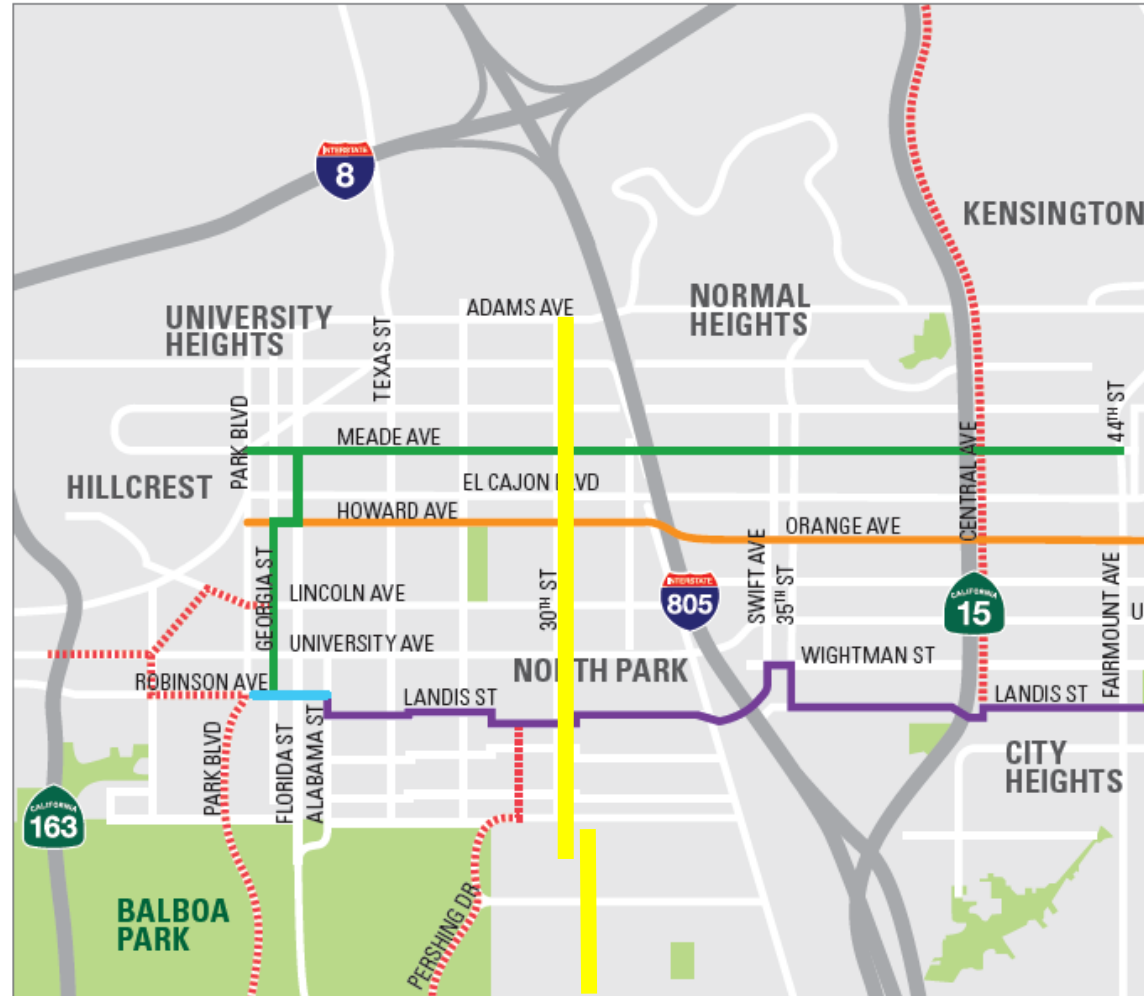 INTERSTATE
8
KENSINGTON
UNIVERSITY
HEIGHTS
TEXAS ST
ADAMS AVE
NORMAL
HEIGHTS
PARK BLVD
MEADE AVE
44TH ST
HILLCREST
EL CAJON
HOWARD AVE
ORANGE AVE
CENTRAL AVE
GEORGIA ST
LINCOLN AVE
30TH ST
INTERSTATE
805
SWIFT AVE
35TH ST
CALIFORNIA
15
FAIRMOUNT AVE
U
UNIVERSITY AVE
NORTH PARK
WIGHTMAN ST
ROBINSON AVE
LANDIS ST
LANDIS ST
PARK BLVD
FLORIDA ST
ALABAMA ST
CITY
HEIGHTS
CALIFORNIA
163
BALBOA
PARK
PERSHING DR